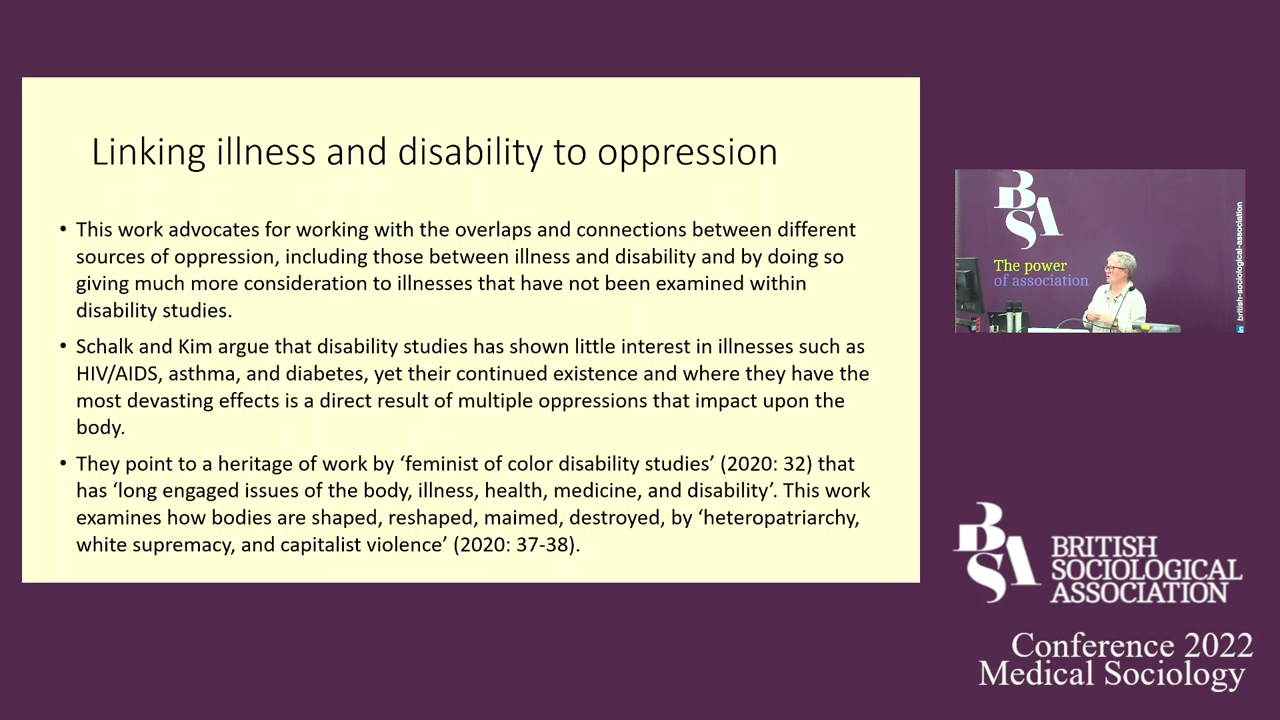 Linking illness and disability to oppression
• This work advocates for working with the overlaps and connections between different
sources of oppression, including those between illness and disability and by doing so
giving much more consideration to illnesses that have not been examined within
disability studies.
• Schalk and Kim argue that disability studies has shown little interest in illnesses such as
HIV/AIDS, asthma, and diabetes, yet their continued existence and where they have the
most devasting effects is a direct result of multiple oppressions that impact upon the
body.
• They point to a heritage of work by ‘feminist of color disability studies’ (2020: 32) that
has ‘long engaged issues of the body, illness, health, medicine, and disability’. This work
examines how bodies are shaped, reshaped, maimed, destroyed, by ‘heteropatriarchy,
white supremacy, and capitalist violence’ (2020: 37-38).
BSA
The power
of association
british-sociological-association
in
BSA
BRITISH
SOCIOLOGICAL
ASSOCIATION
Conference 2022
Medical Sociology